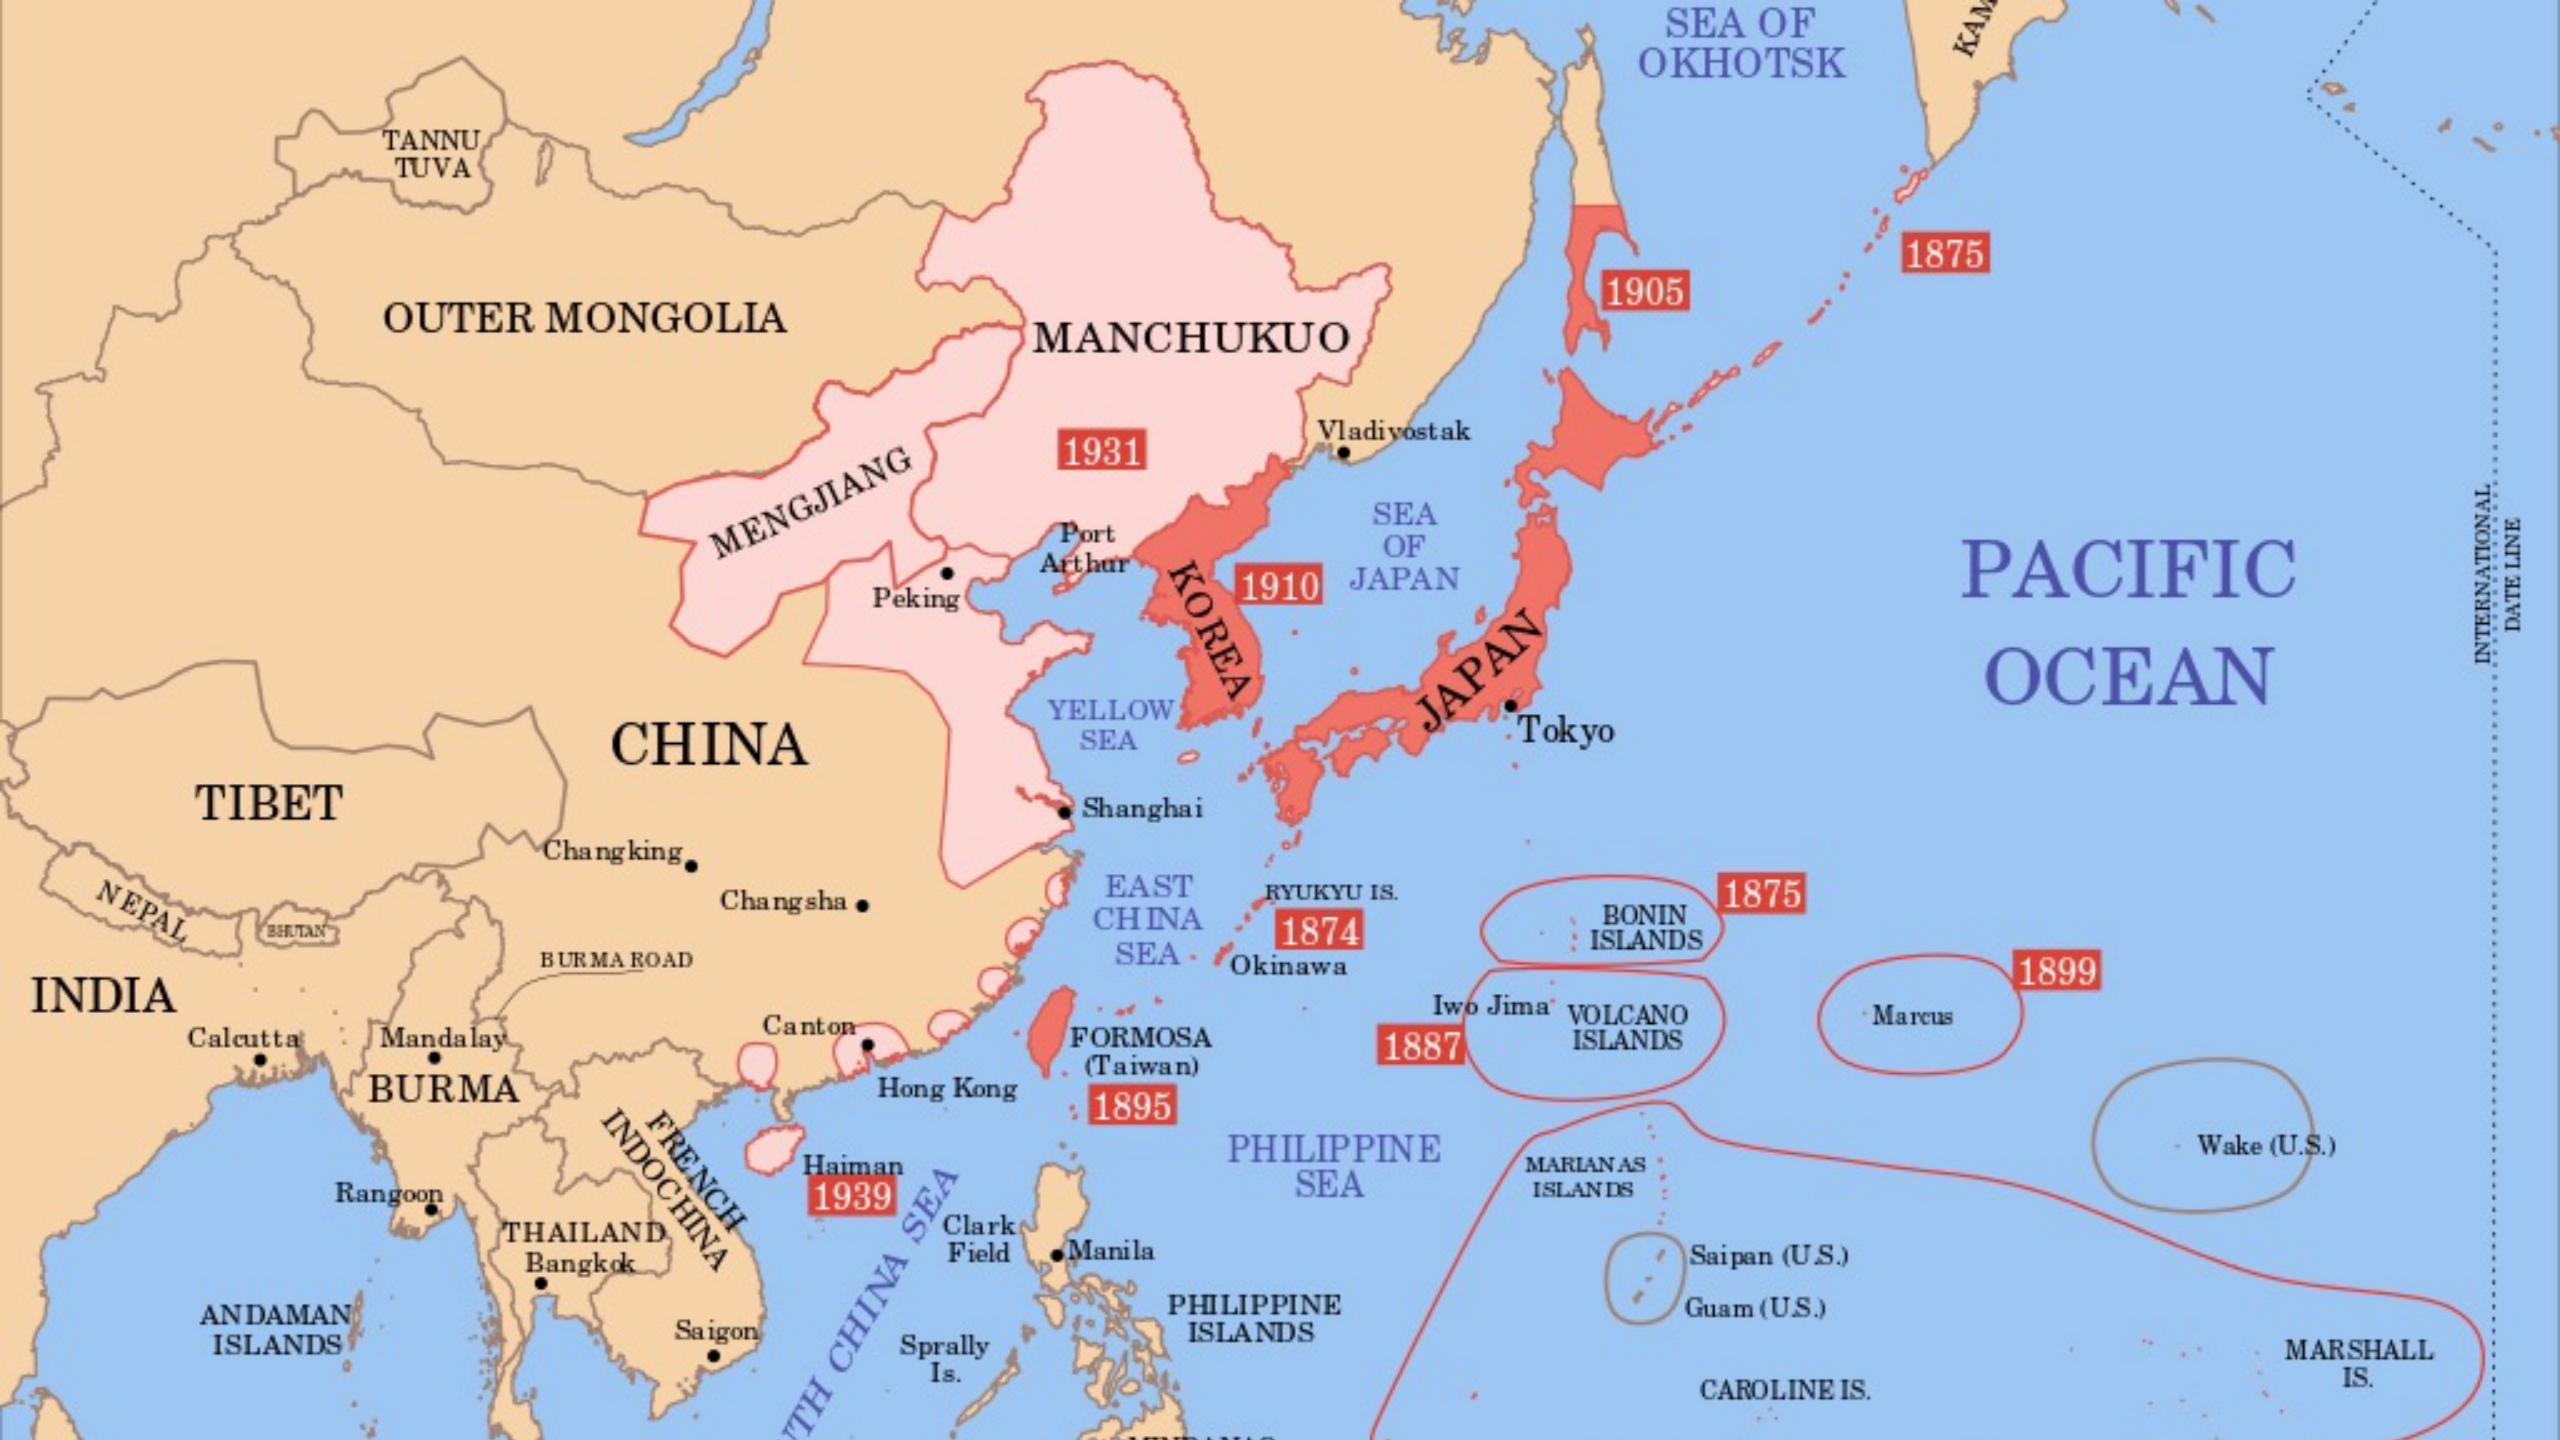 SEA OF
OKHOTSK
KAM
TANNU
TUVA
1875
1905
OUTER MONGOLIA
MANCHUKUO
1931
Vladivostak
MENGJIANG
Port
Arthur
SEA
OF
JAPAN
Peking
KOREA
1910
JAPAN
Tokyo
PACIFIC
OCEAN
INTERNATIONAL
DATE LINE
YELLOW
SEA
CHINA
TIBET
Shanghai
Changking
Changsha
NEPAL
BHUTAN
EAST
CHINA
SEA
RYUKYU IS.
1874
Okinawa
BONIN
ISLANDS
1875
BURMA ROAD
INDIA
Iwo Jima
VOLCANO
ISLANDS
1887
Marcus
1899
Calcutta
Mandalay
BURMA
Canton
Hong Kong
FORMOSA
(Taiwan)
1895
FRENCH
INDOCHINA
Haiman
1939
PHILIPPINE
SEA
MARIANAS
ISLANDS
Wake (U.S.)
Rangoon
THAILAND
Bangkok
Clark
Field
Manila
Saipan (U.S.)
Guam (U.S.)
ANDAMAN
ISLANDS
Saigon
UTH CHINA SEA
Sprally
Is.
PHILIPPINE
ISLANDS
CAROLINE IS.
MARSHALL
IS.